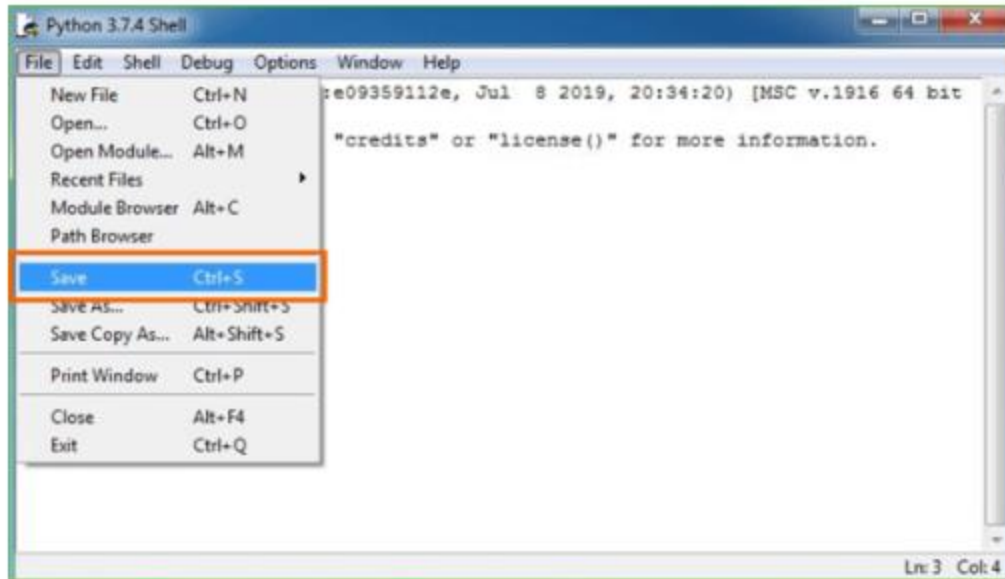 Python 3.7.4 Shell
File Edit Shell Debug Options Window Help
:e09359112e, Jul 8 2019, 20:34:20) [MSC v.1916 64 bit
"credits" or "license()" for more information.
New File Ctrl+N
Open... Ctrl+O
Open Module... Alt+M
Recent Files
Module Browser Alt+C
Path Browser
Save Ctrl+S
Save As... Ctrl+Shift+S
Save Copy As... Alt+Shift+S
Print Window Ctrl+P
Close Alt+F4
Exit Ctrl+Q
Ln: 3 Col: 4